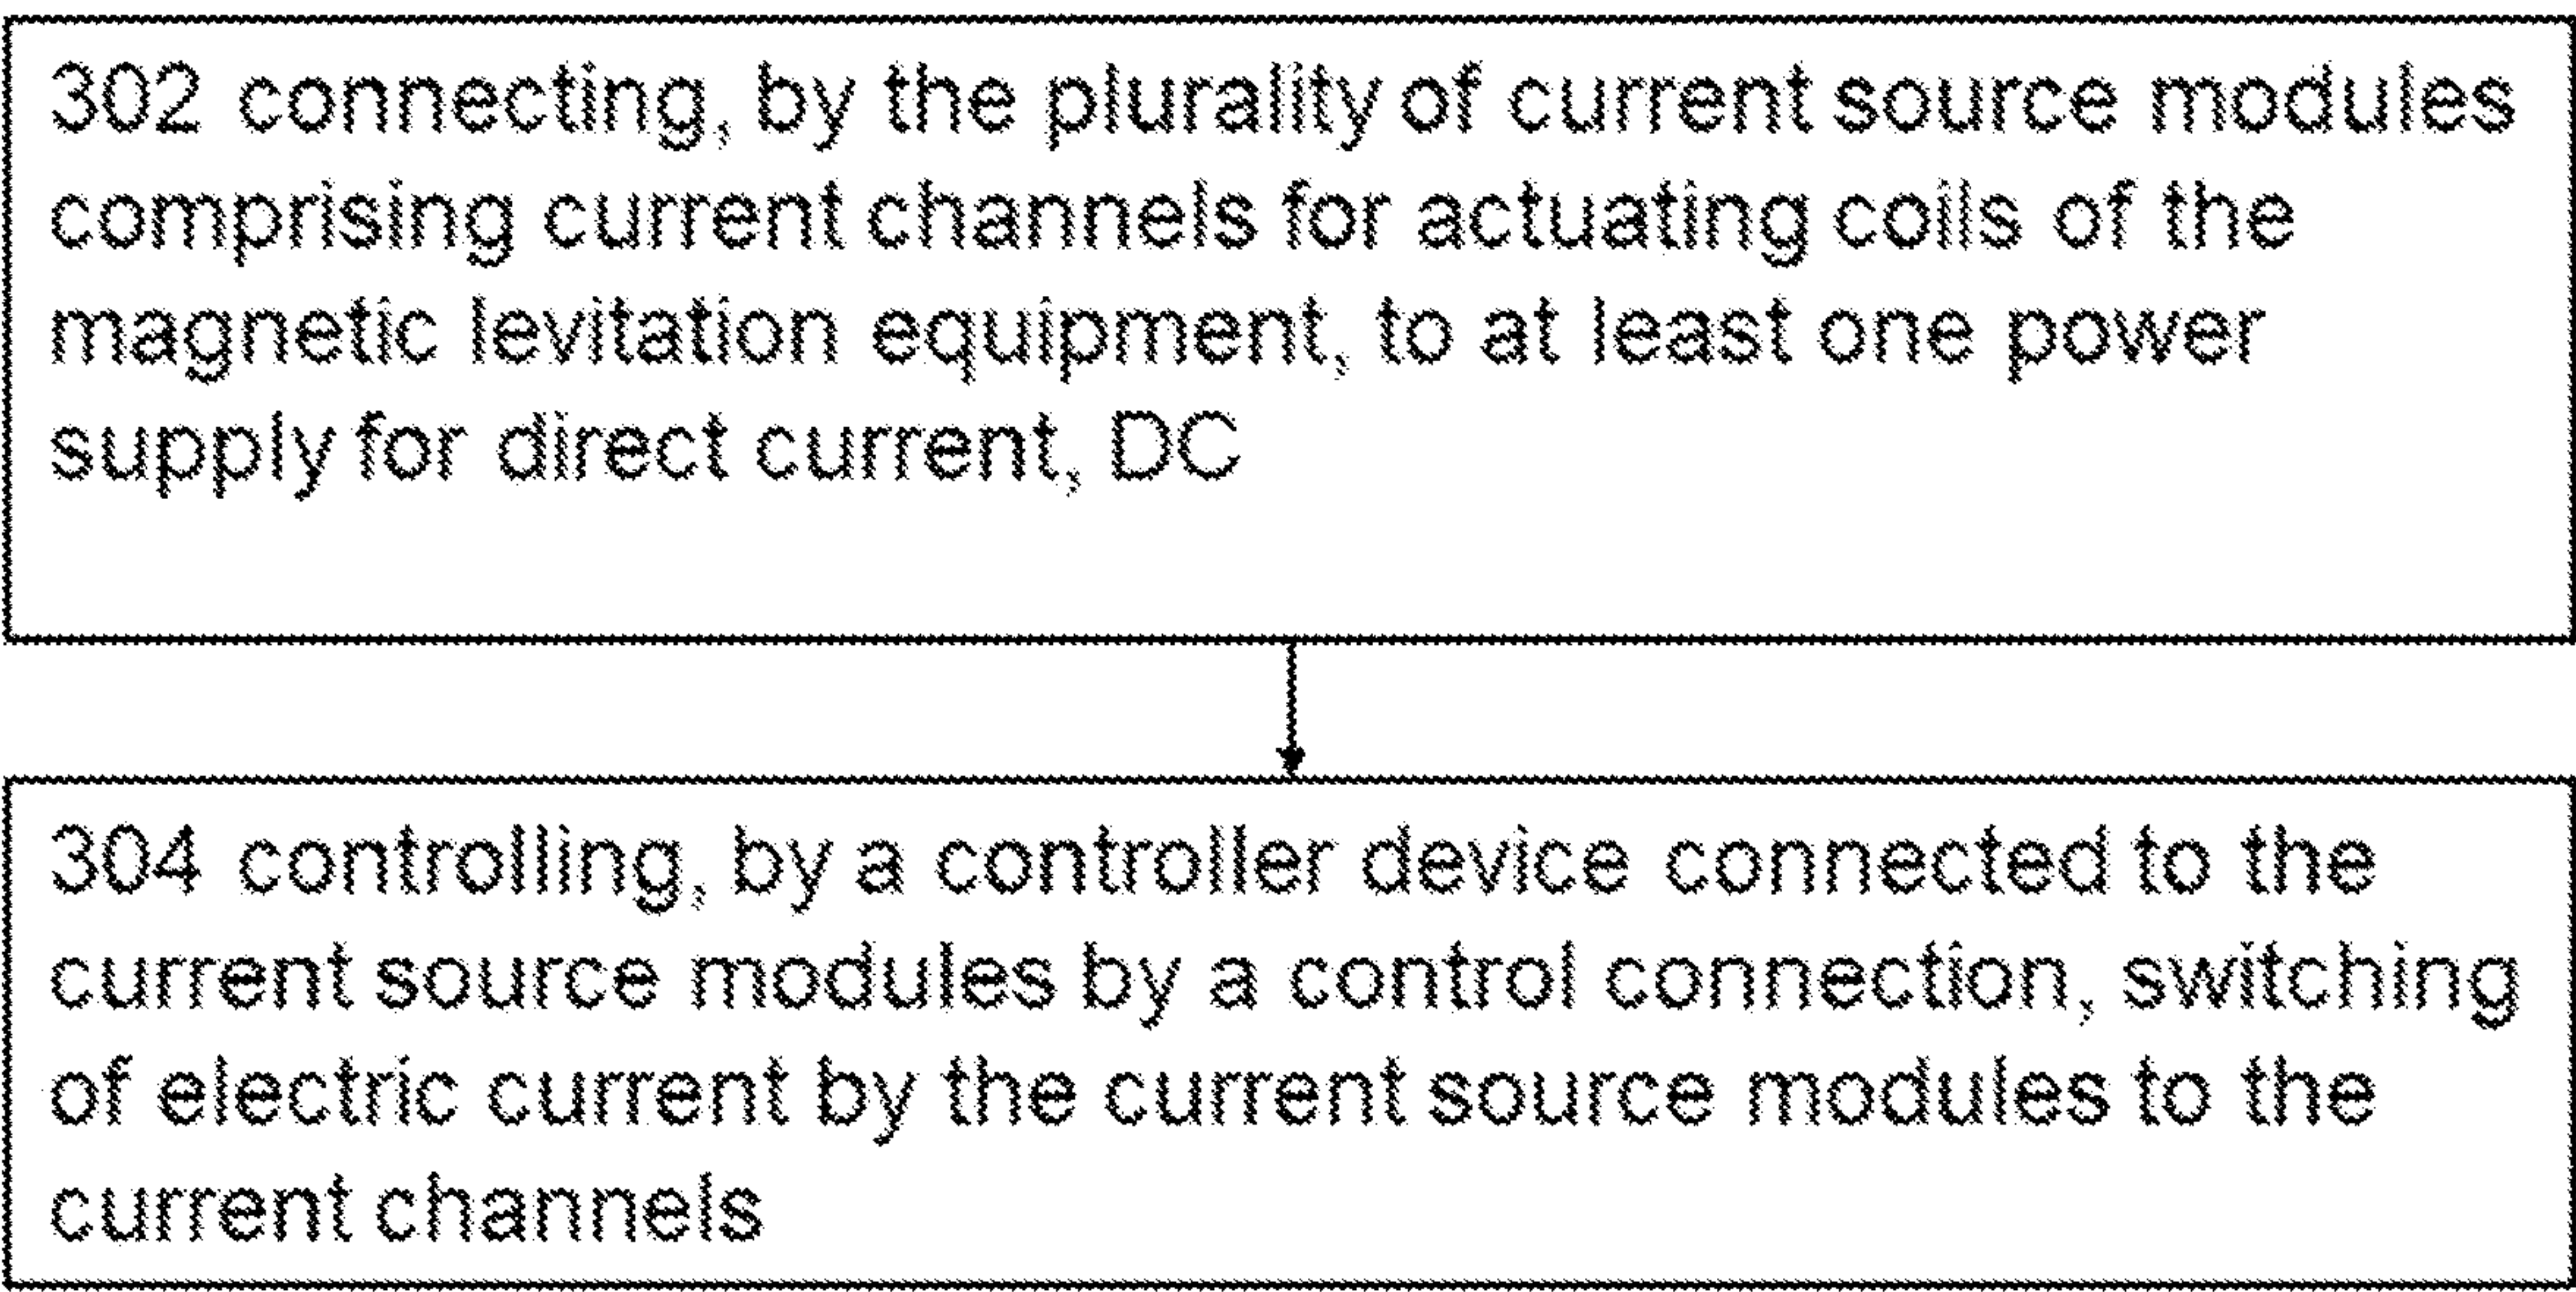 302 connecting, by the plurality of current source modules
comprising current channels for actuating coils of the
magnetic levitation equipment, to at least one power
supply for direct current, DC
304 controlling, by a controller device connected to the
current source modules by a control connection, switching
of electric current by the current source modules to the
current channels